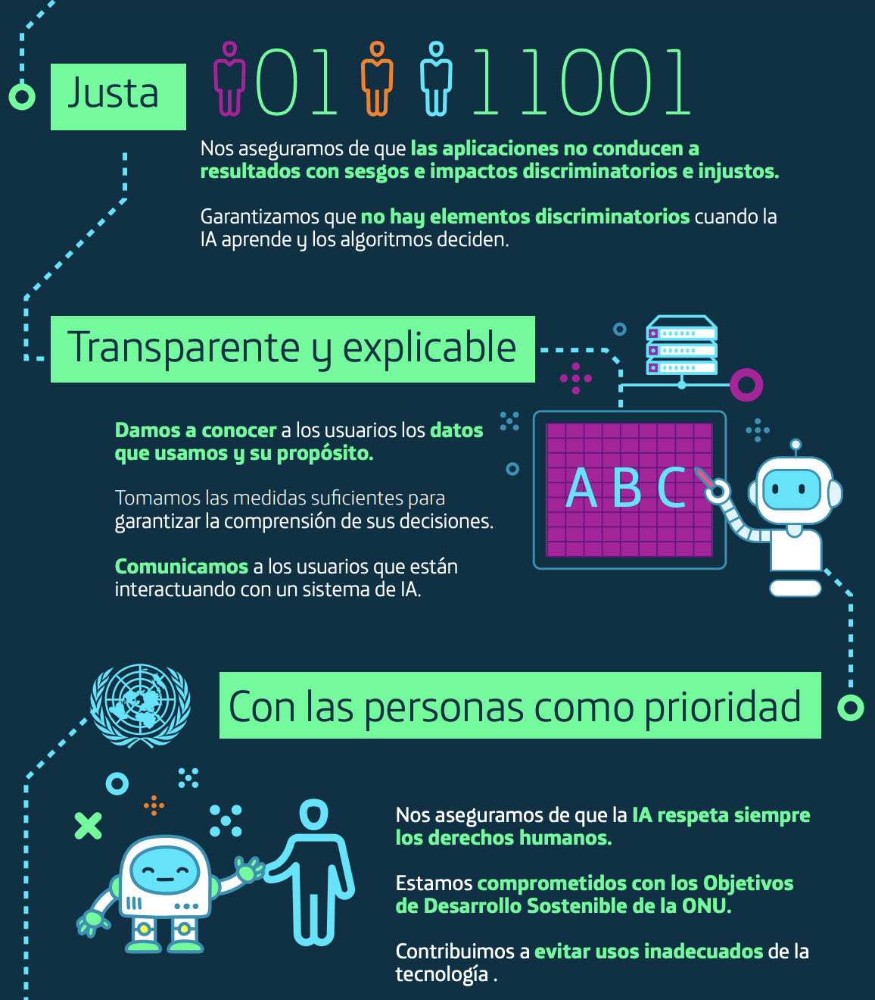 Justa
01 11001
Nos aseguramos de que las aplicaciones no conducen a
resultados con sesgos e impactos discriminatorios e injustos.
Garantizamos que no hay elementos discriminatorios cuando la
IA aprende y los algoritmos deciden.
Transparente y explicable
Damos a conocer a los usuarios los datos
que usamos y su propósito.
Tomamos las medidas suficientes para
garantizar la comprensión de sus decisiones.
Comunicamos a los usuarios que están
interactuando con un sistema de IA.
A B C
Con las personas como prioridad
Nos aseguramos de que la IA respeta siempre
los derechos humanos.
Estamos comprometidos con los Objetivos
de Desarrollo Sostenible de la ONU.
Contribuimos a evitar usos inadecuados de la
tecnología .